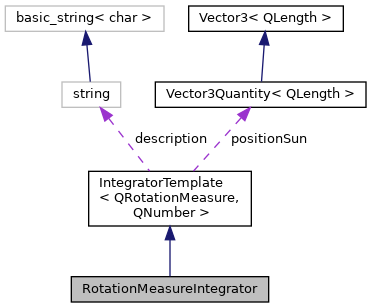 basic_string< char >
Vector3< QLength >
string
Vector3Quantity< QLength >
description
positionSun
IntegratorTemplate
< QRotationMeasure,
QNumber >
RotationMeasureIntegrator